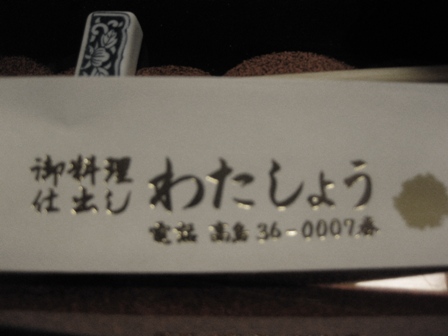 御料理
仕出し
わたしょう
電話 高島 36-0007番